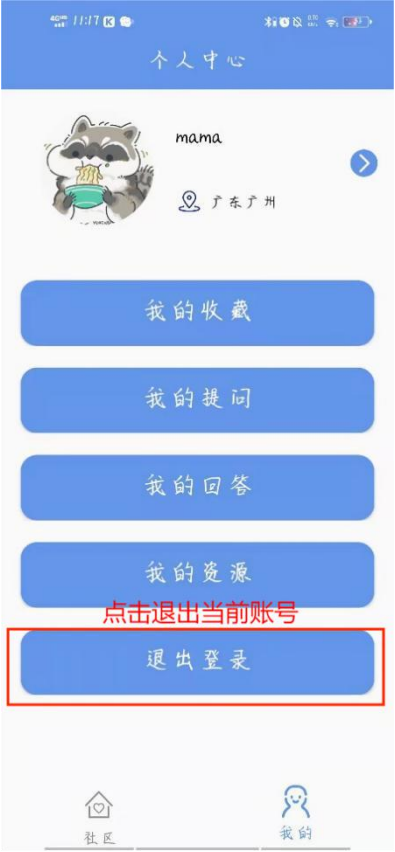 11:17
个人中心
mama
广东广州
我的收藏
我的提问
我的回答
我的资源
点击退出当前账号
退出登录
社区
我的